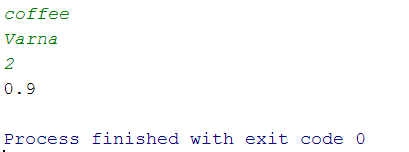 coffee
Varna
2
0.9
Process finished with exit code 0